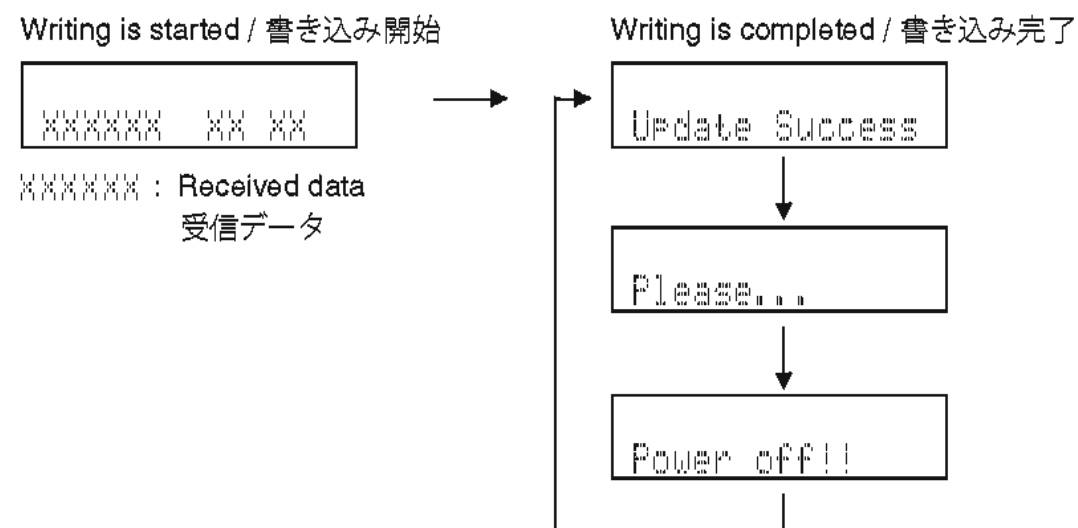 Writing is started / 書き込み開始
XXXXXX XX XX
XXXXXX : Received data
受信データ
Writing is completed / 書き込み完了
Update Success
Please...
Power off!!